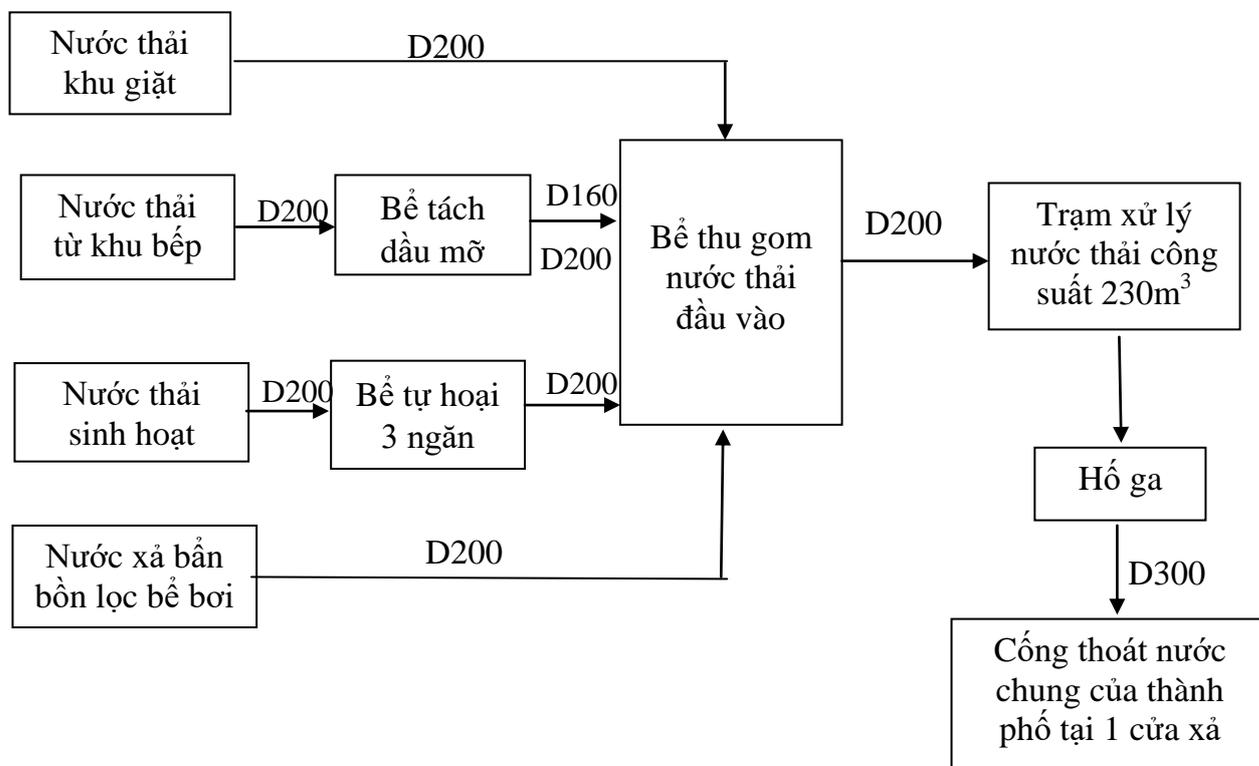 Nước thải
khu giặt
D200
Nước thải
từ khu bếp
D200
Bể tách
dầu mỡ
D160
D200
Bể thu gom
nước thải
đầu vào
D200
Trạm xử lý
nước thải công
suất 230m³
Nước thải
sinh hoạt
D200
Bể tự hoại
3 ngăn
D200
Hố ga
Nước xả bẩn
bồn lọc bể bơi
D200
D300
Cống thoát nước
chung của thành
phố tại 1 cửa xả